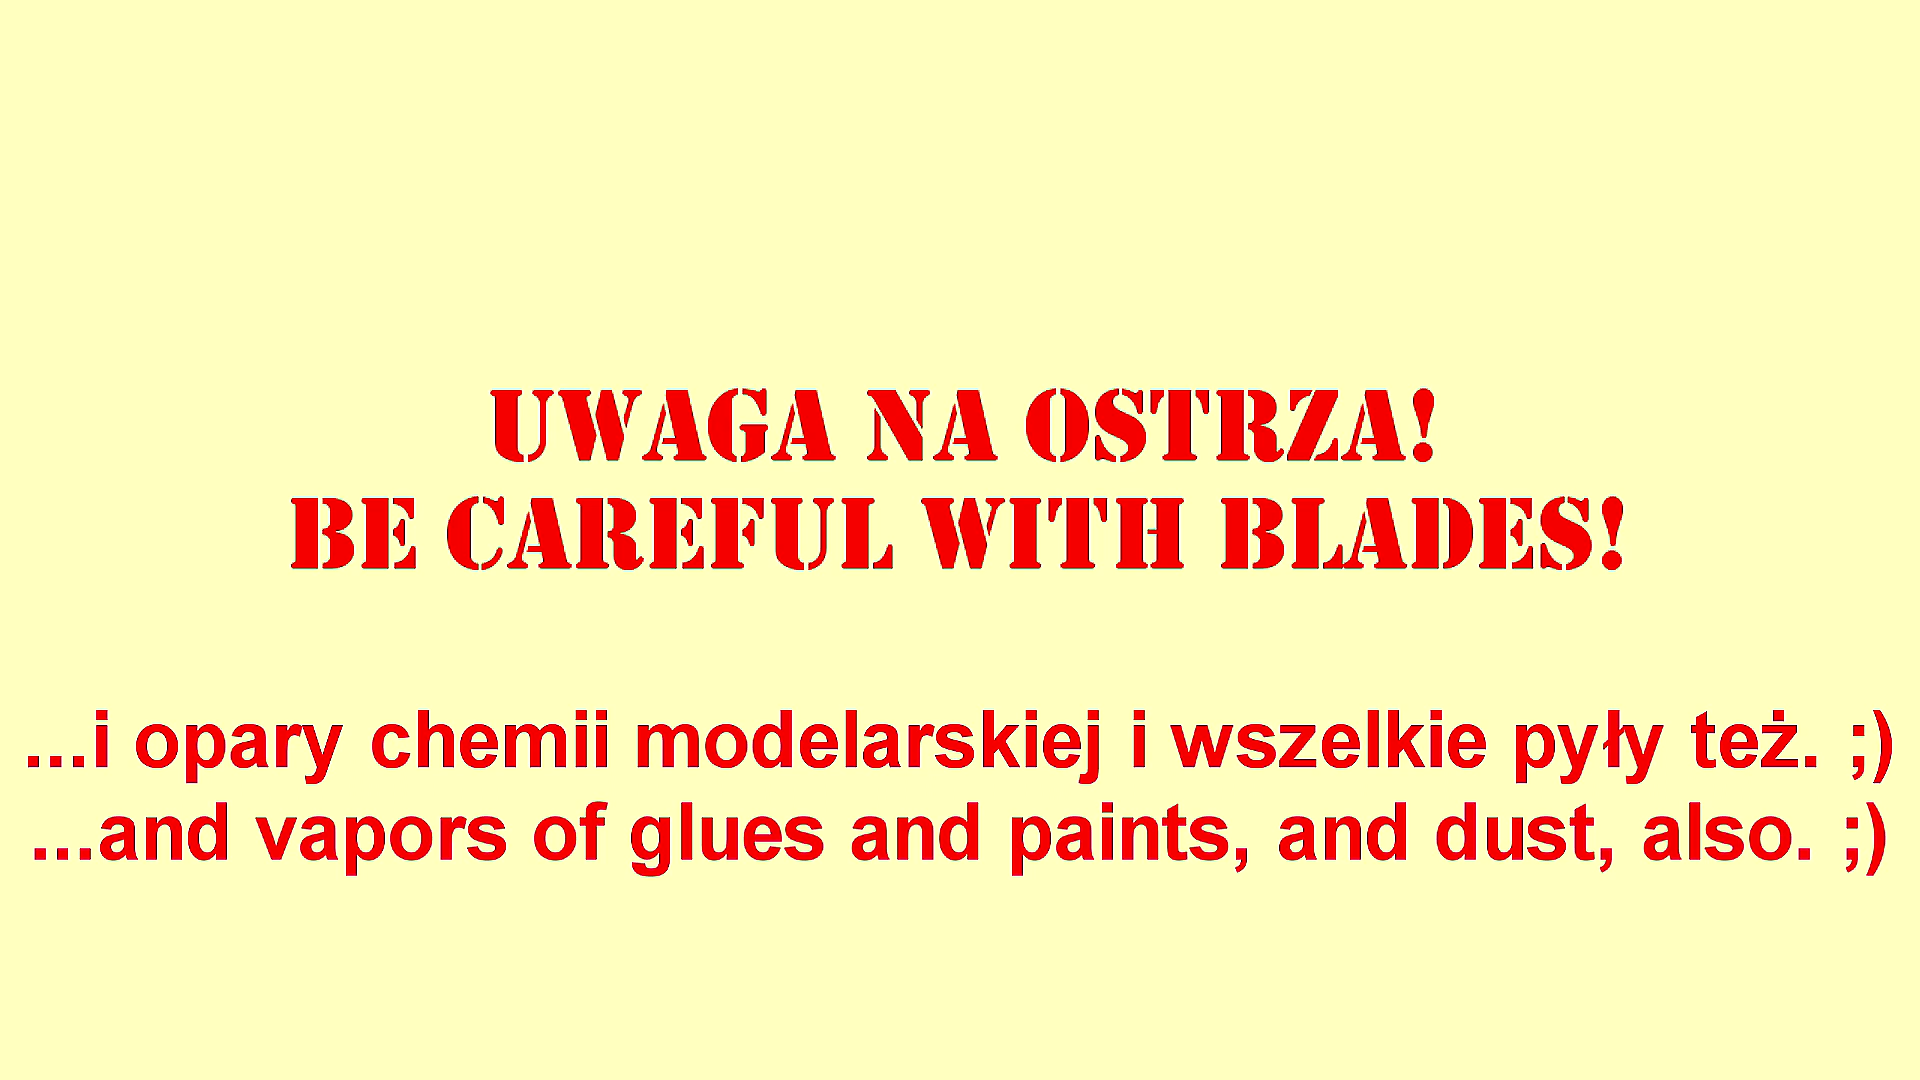 UWAGA NA OSTRZA!
BE CAREFUL WITH BLADES!
...i opary chemii modelarskiej i wszelkie pyły też. ;)
...and vapors of glues and paints, and dust, also. ;)